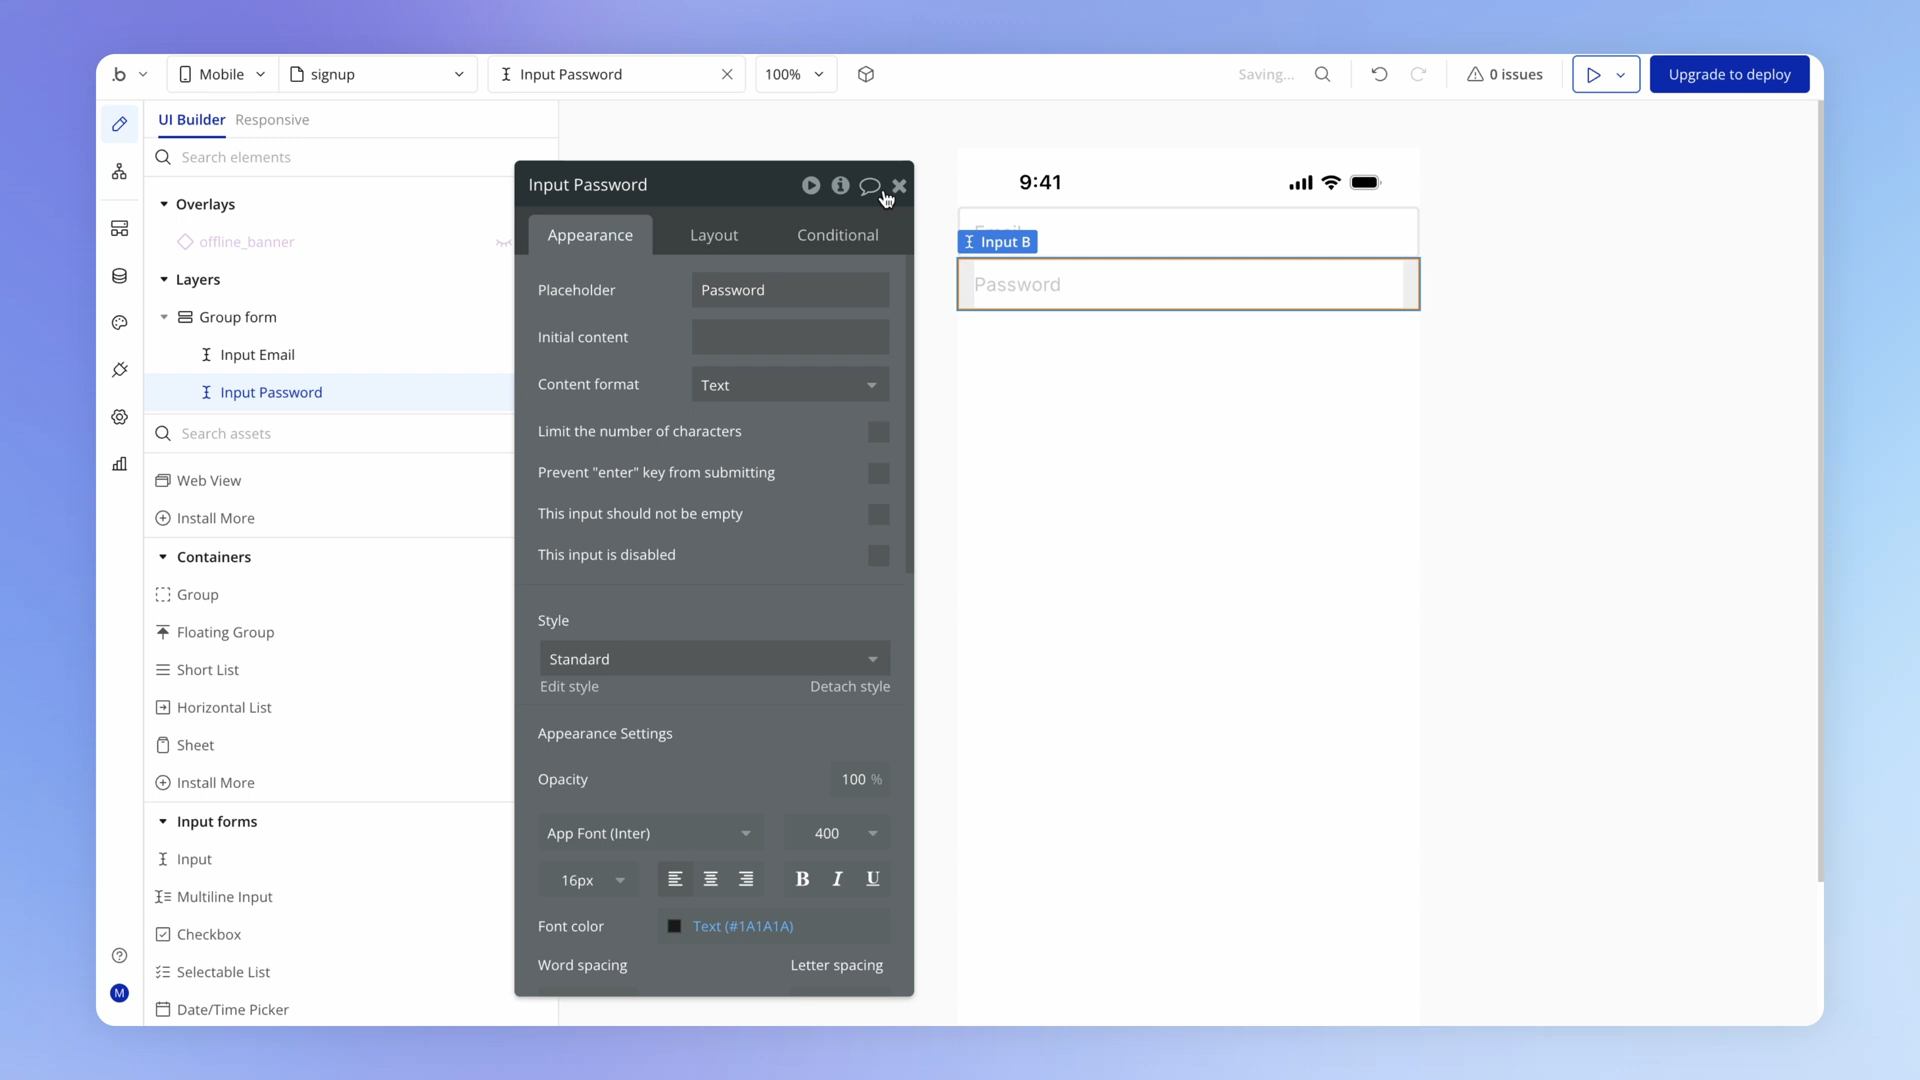 .b
Mobile
signup
Input Password
100%
Saving...
0 issues
Upgrade to deploy
UI Builder
Responsive
Search elements
Overlays
offline_banner
Layers
Group form
Input Email
Input Password
Search assets
Web View
Install More
Containers
Group
Floating Group
Short List
Horizontal List
Sheet
Install More
Input forms
Input
Multiline Input
Checkbox
Selectable List
Date/Time Picker
M
Input Password
Appearance
Layout
Conditional
Placeholder
Password
Initial content
Content format
Text
Limit the number of characters
Prevent "enter" key from submitting
This input should not be empty
This input is disabled
Style
Standard
Edit style
Detach style
Appearance Settings
Opacity
100 %
App Font (Inter)
400
16px
B I U
Font color
Text (#1A1A1A)
Word spacing
Letter spacing
9:41
Email
Input B
Password